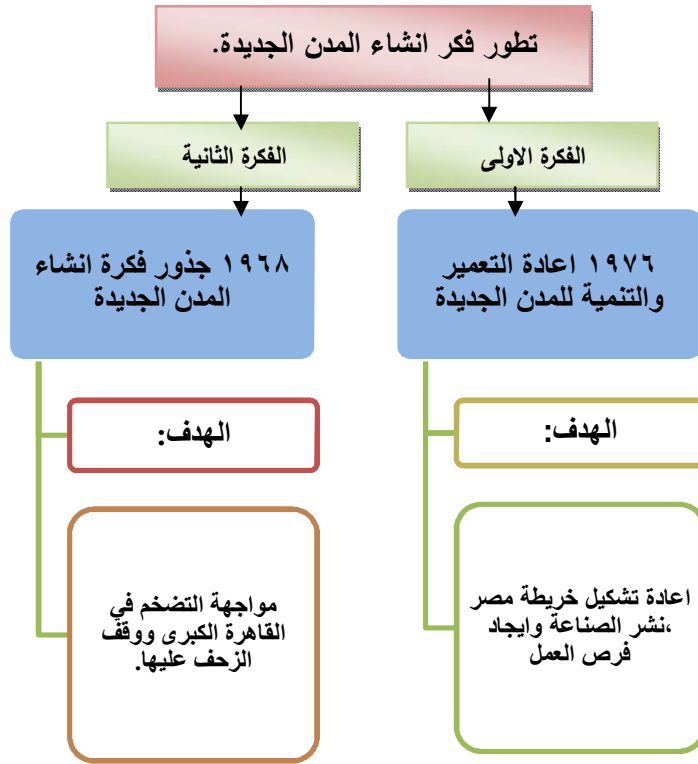 تطور فكر انشاء المدن الجديدة.
الفكرة الاولى
الفكرة الثانية
١٩٧٦ اعادة التعمير
والتنمية للمدن الجديدة
١٩٦٨ جذور فكرة انشاء
المدن الجديدة
الهدف:
الهدف:
اعادة تشكيل خريطة مصر
،نشر الصناعة وايجاد
فرص العمل
مواجهة التضخم في
القاهرة الكبرى ووقف
الزحف عليها.